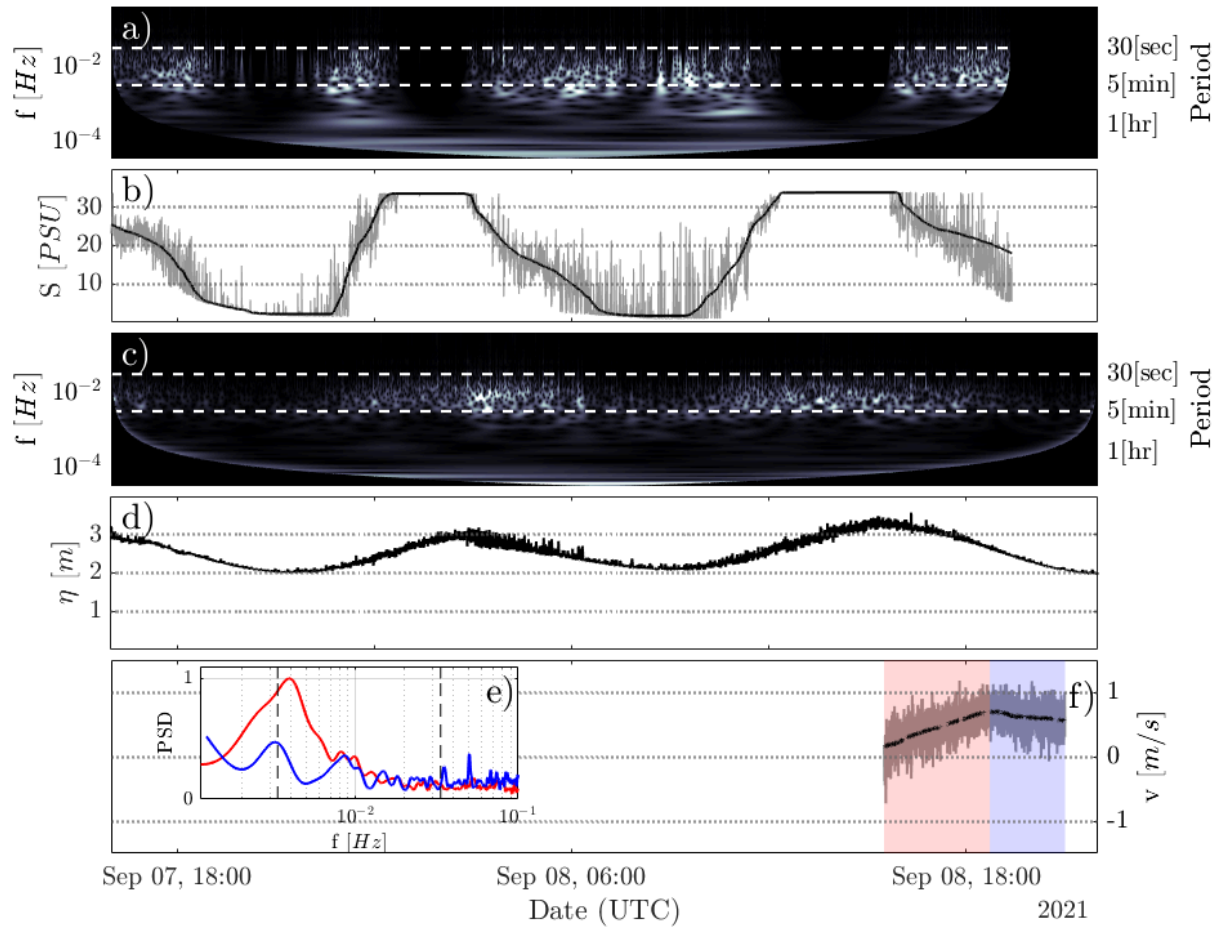 a)
f [Hz]
10⁻²
10⁻⁴
30[sec]
5[min]
1[hr]
Period
b)
S [PSU]
30
20
10
c)
f [Hz]
10⁻²
10⁻⁴
30[sec]
5[min]
1[hr]
Period
d)
η [m]
3
2
1
e)
PSD
1
0
10⁻²
10⁻¹
f [Hz]
f)
1
0
-1
v [m/s]
Sep 07, 18:00
Sep 08, 06:00
Sep 08, 18:00
Date (UTC)
2021